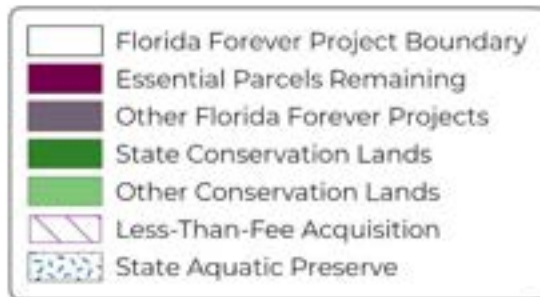 Florida Forever Project Boundary
Essential Parcels Remaining
Other Florida Forever Projects
State Conservation Lands
Other Conservation Lands
Less-Than-Fee Acquisition
State Aquatic Preserve